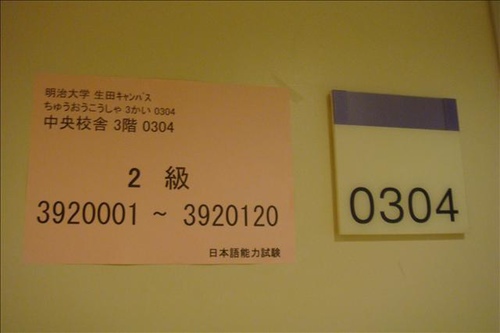 明治大学 生田ｷｬﾝﾊﾟｽ
ちゅうおうこうしゃ 3かい 0304
中央校舎 3階 0304
2 級
3920001 ~ 3920120
日本語能力試験
0304